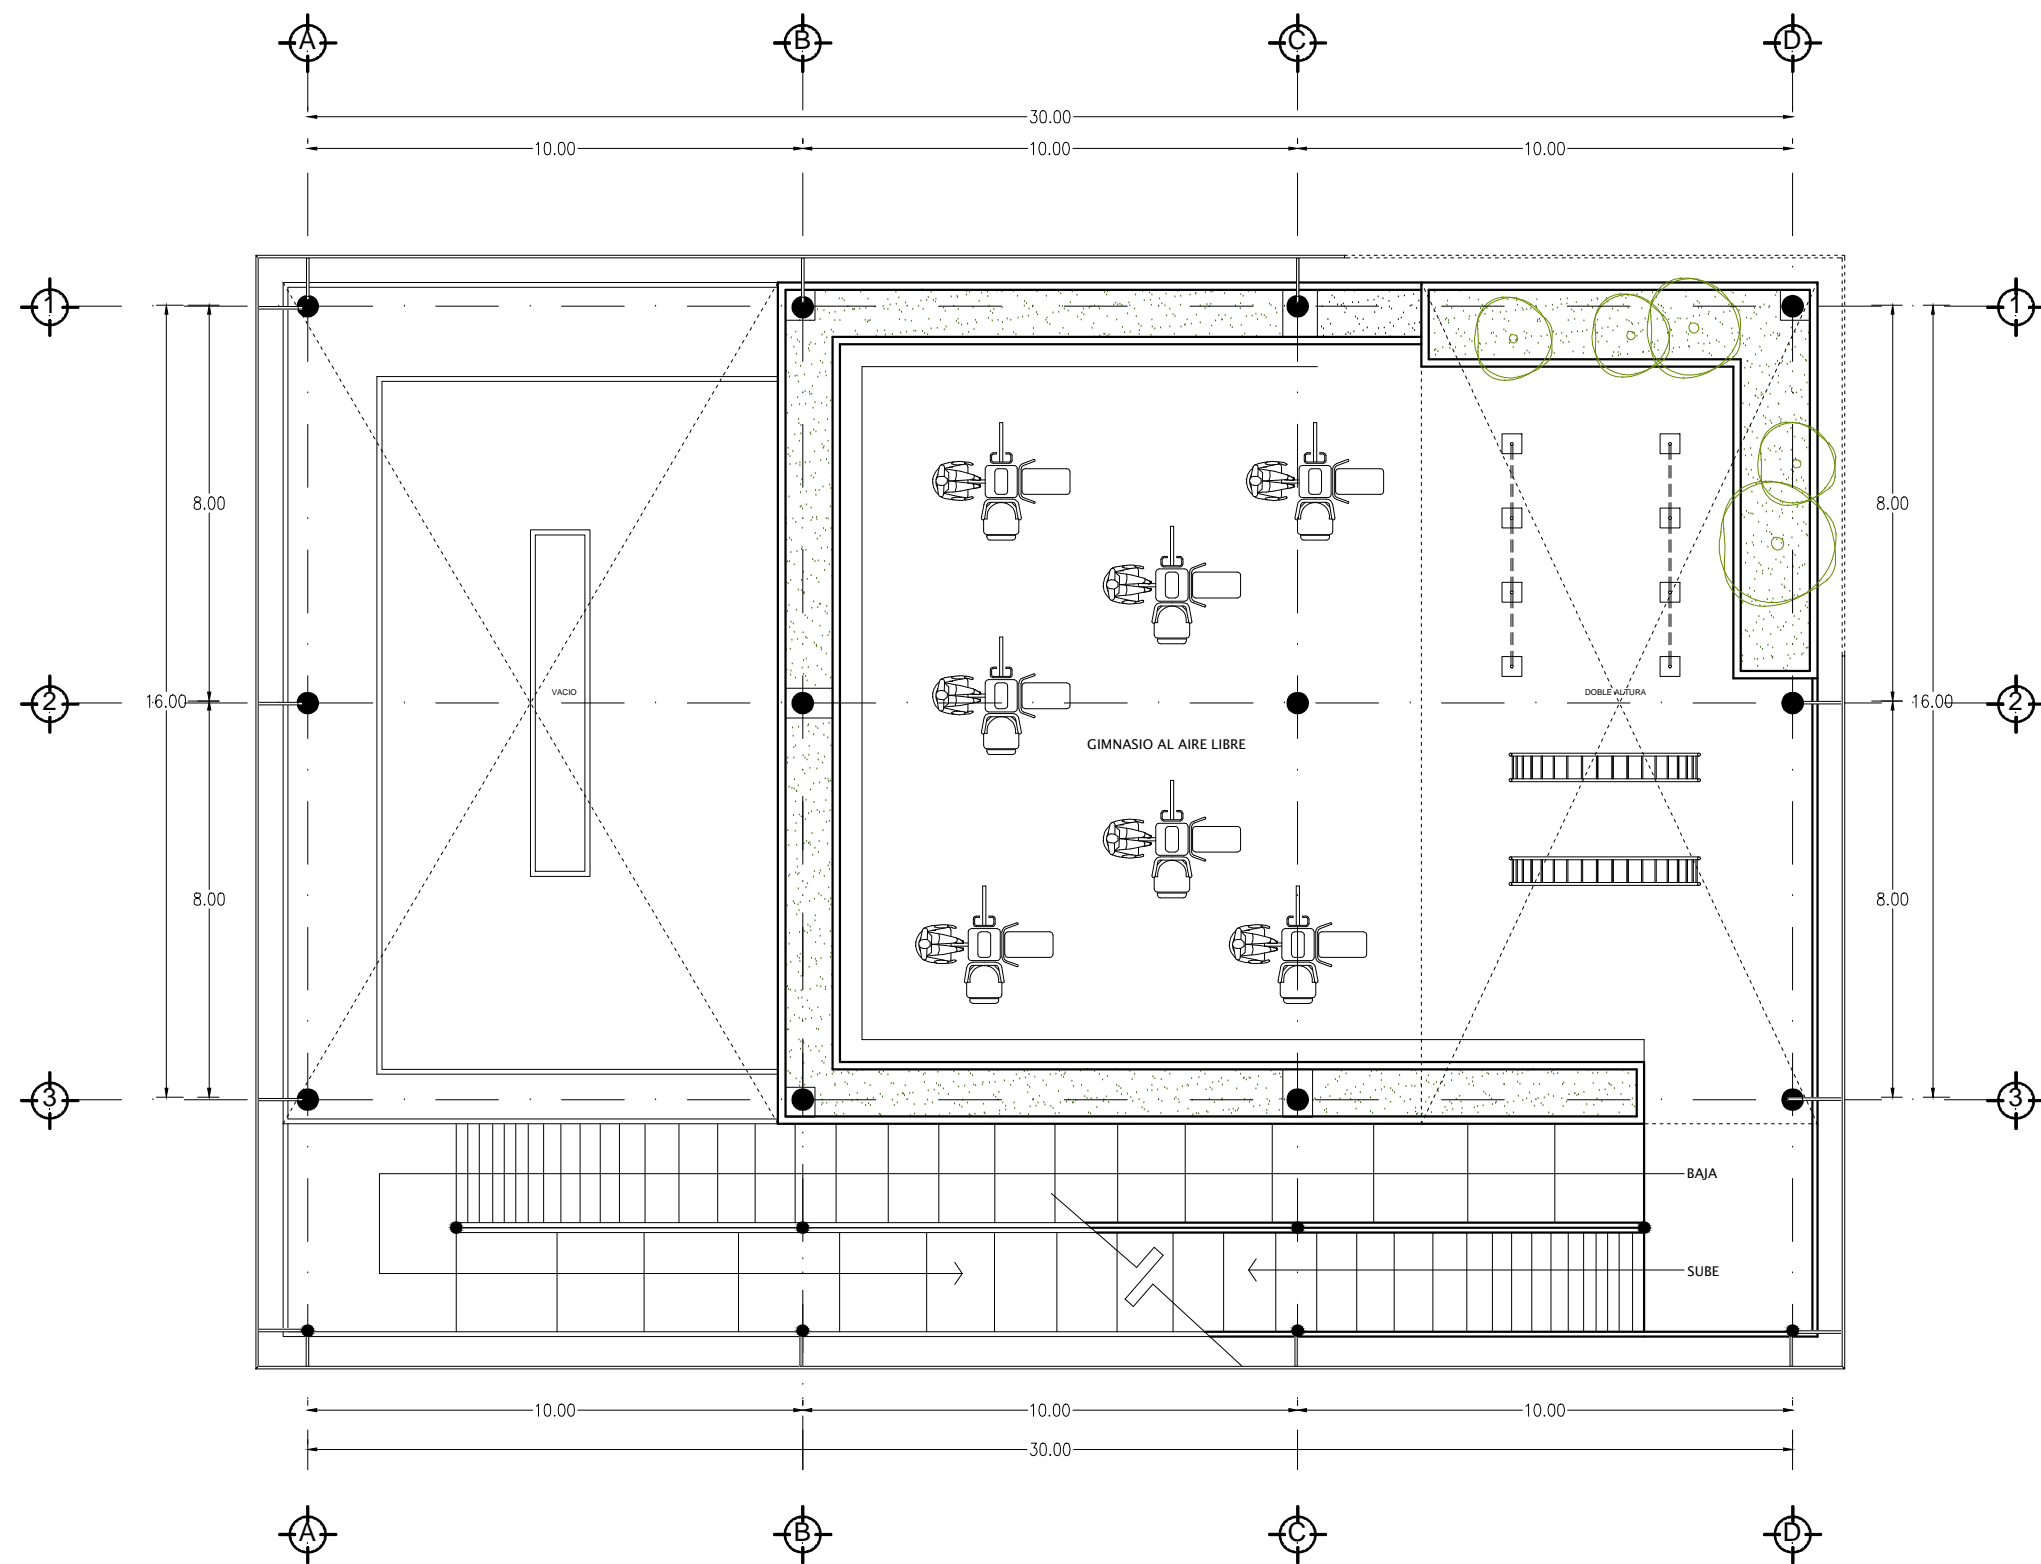 A B C D
30.00
10.00 10.00 10.00
1 1
8.00 8.00
VACIO DOBLE ALTURA
2 16.00 16.00 2
GIMNASIO AL AIRE LIBRE
8.00 8.00
3 3
BAJA
SUBE
10.00 10.00 10.00
30.00
A B C D